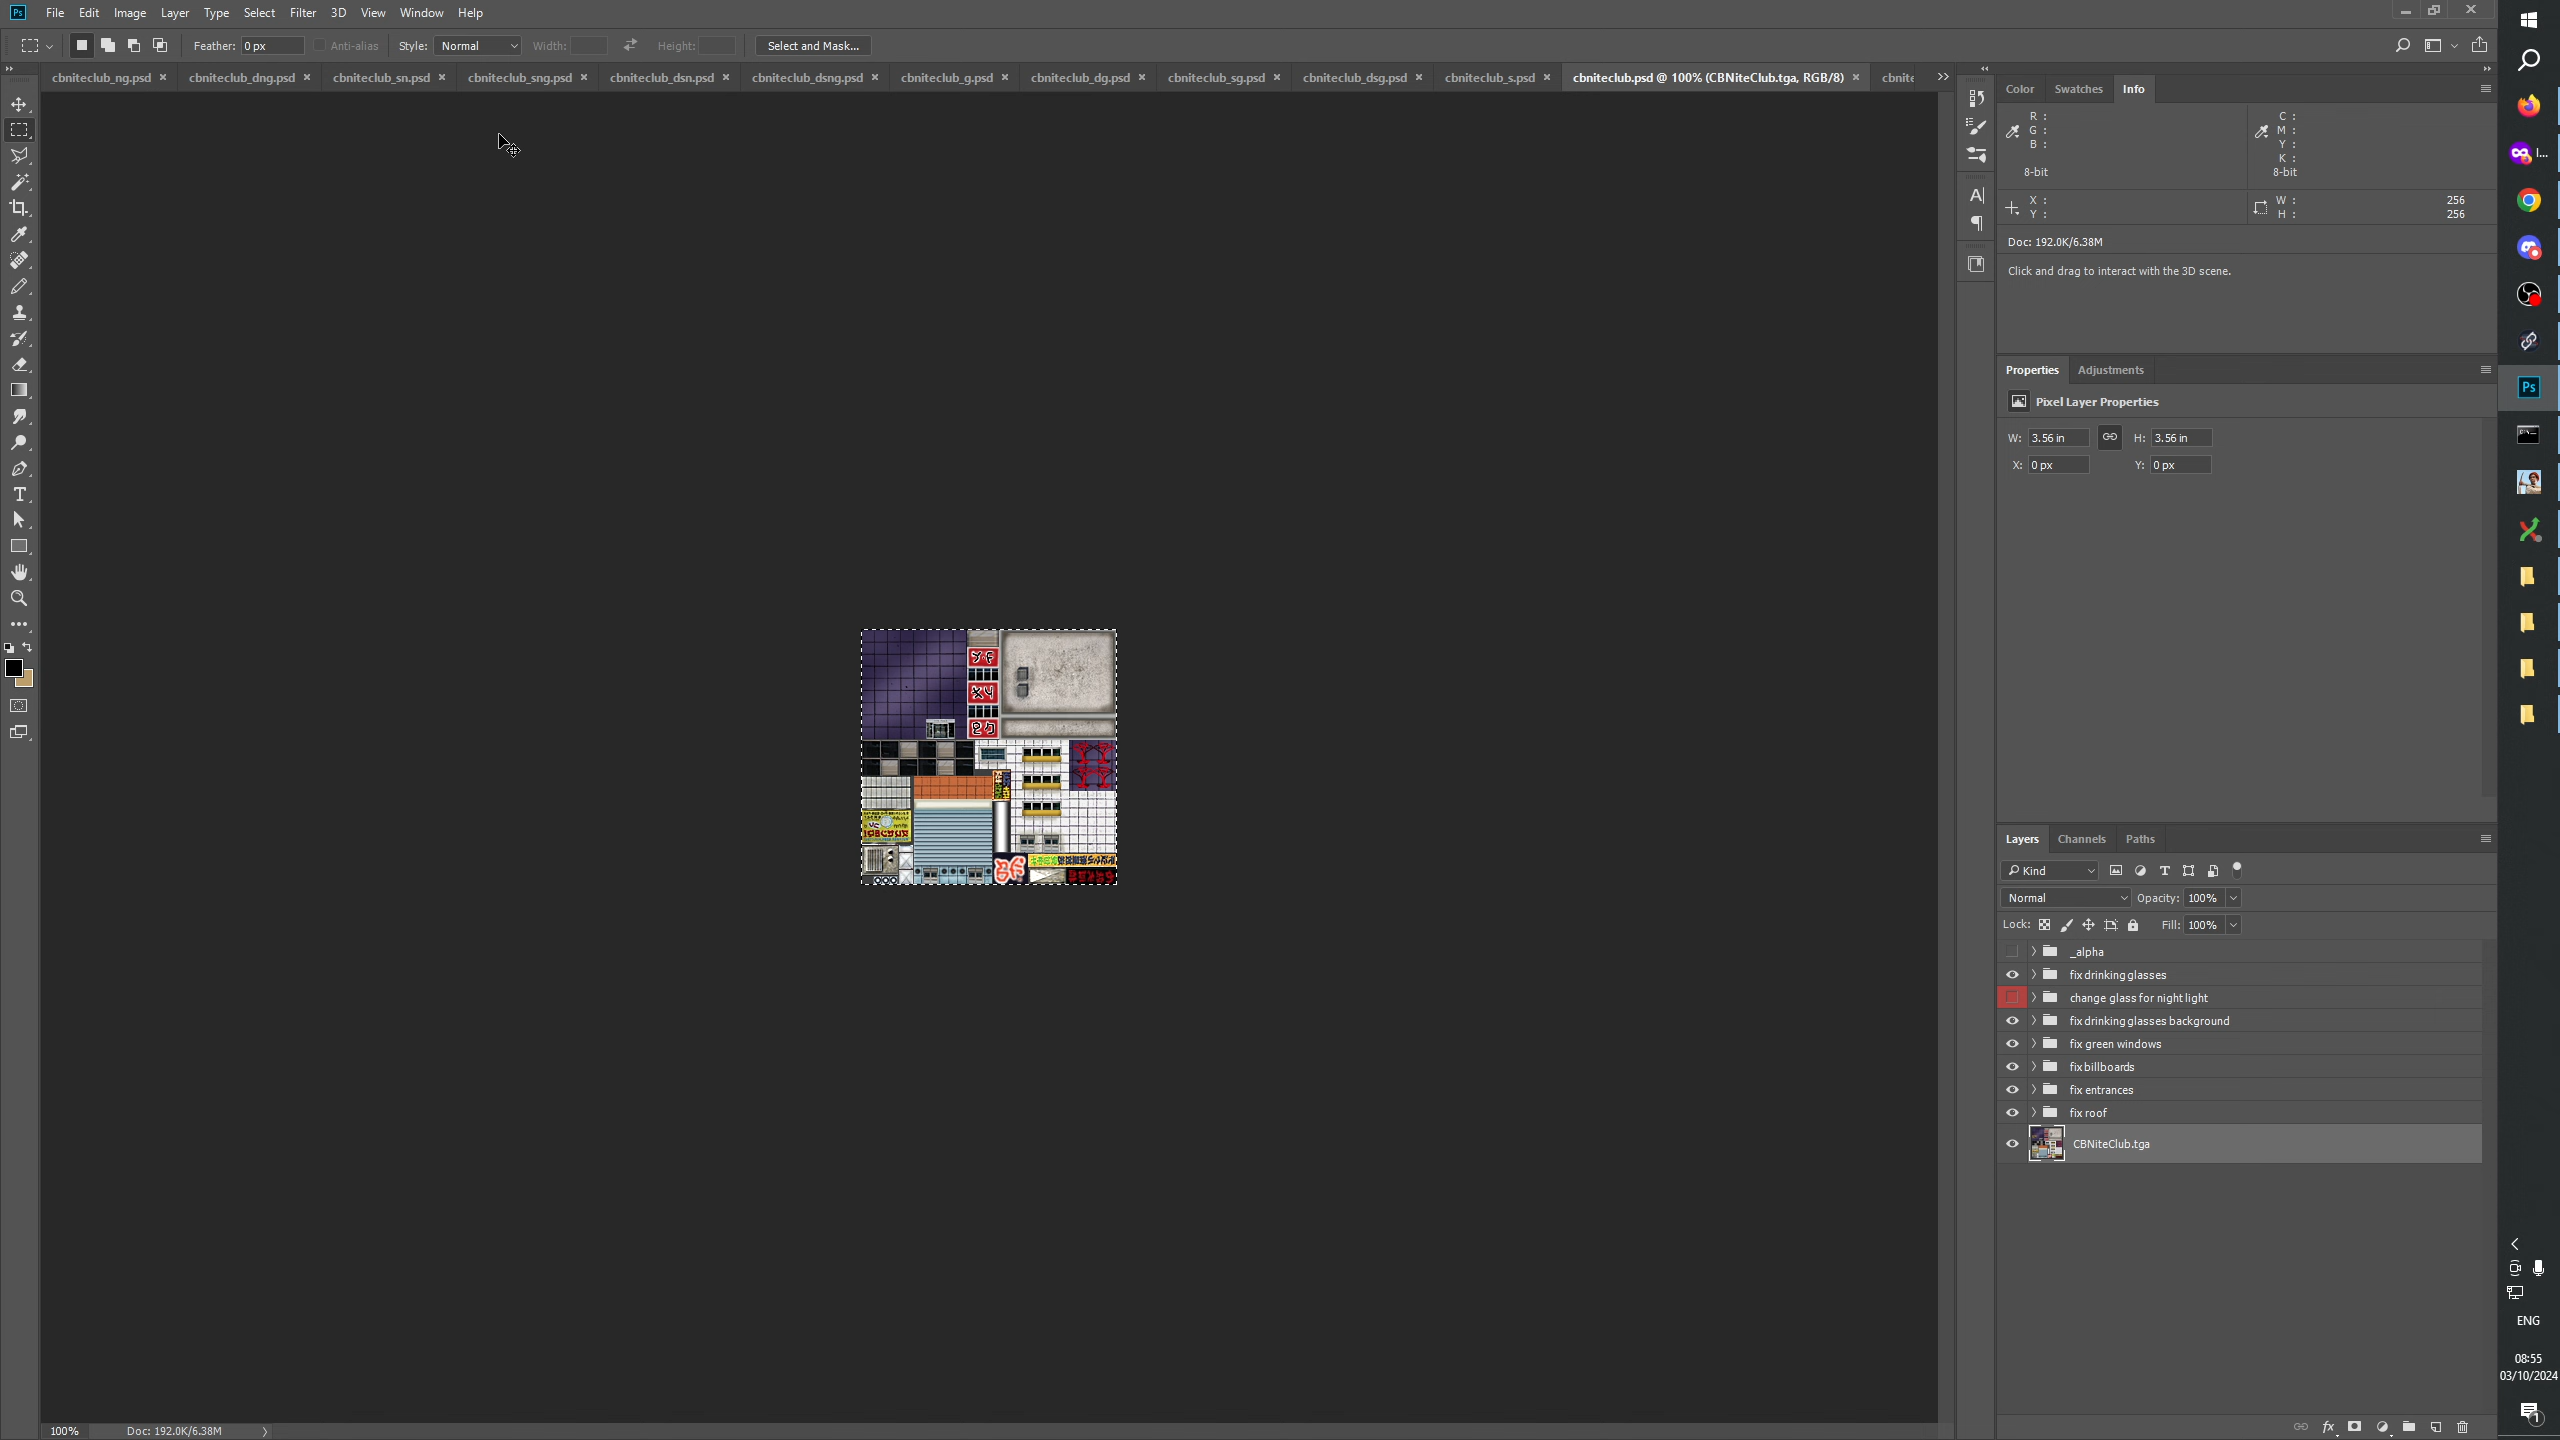 Ps File Edit Image Layer Type Select Filter 3D View Window Help
Feather: 0 px Anti-alias Style: Normal Width: Height: Select and Mask...
cbniteclub_ng.psd × cbniteclub_dng.psd × cbniteclub_sn.psd × cbniteclub_sng.psd × cbniteclub_dsn.psd × cbniteclub_dsng.psd × cbniteclub_g.psd × cbniteclub_dg.psd × cbniteclub_sg.psd × cbniteclub_dsg.psd × cbniteclub_s.psd × cbniteclub.psd @ 100% (CBNiteClub.tga, RGB/8) × cbnite
Color Swatches Info
R : C :
G : M :
B : Y :
K :
8-bit 8-bit
X : W : 256
Y : H : 256
Doc: 192.0K/6.38M
Click and drag to interact with the 3D scene.
Properties Adjustments
Pixel Layer Properties
W: 3.56 in H: 3.56 in
X: 0 px Y: 0 px
Layers Channels Paths
Kind
Normal Opacity: 100%
Lock: Fill: 100%
_alpha
fix drinking glasses
change glass for night light
fix drinking glasses background
fix green windows
fix billboards
fix entrances
fix roof
CBNiteClub.tga
100% Doc: 192.0K/6.38M
I...
Ps
ENG
08:55
03/10/2024
1